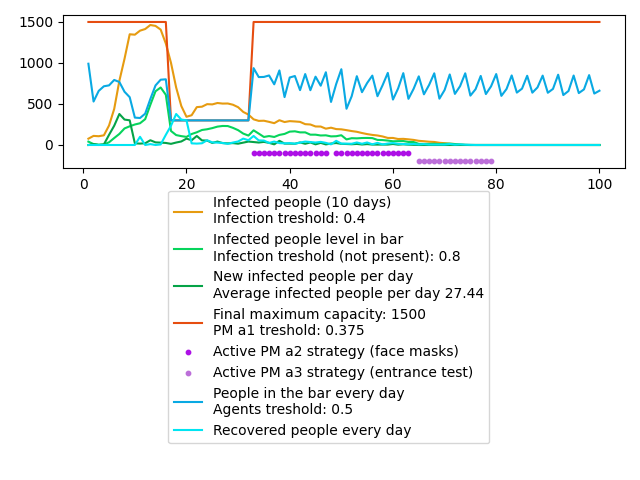 1500
1000
500
0
0 20 40 60 80 100
Infected people (10 days)
Infection treshold: 0.4
Infected people level in bar
Infection treshold (not present): 0.8
New infected people per day
Average infected people per day 27.44
Final maximum capacity: 1500
PM a1 treshold: 0.375
Active PM a2 strategy (face masks)
Active PM a3 strategy (entrance test)
People in the bar every day
Agents treshold: 0.5
Recovered people every day